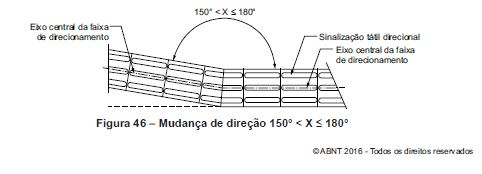 150° < X ≤ 180°
Eixo central da faixa
de direcionamento
Sinalização tátil direcional
Eixo central da faixa
de direcionamento
Figura 46 – Mudança de direção 150° < X ≤ 180°
©ABNT 2016 - Todos os direitos reservados